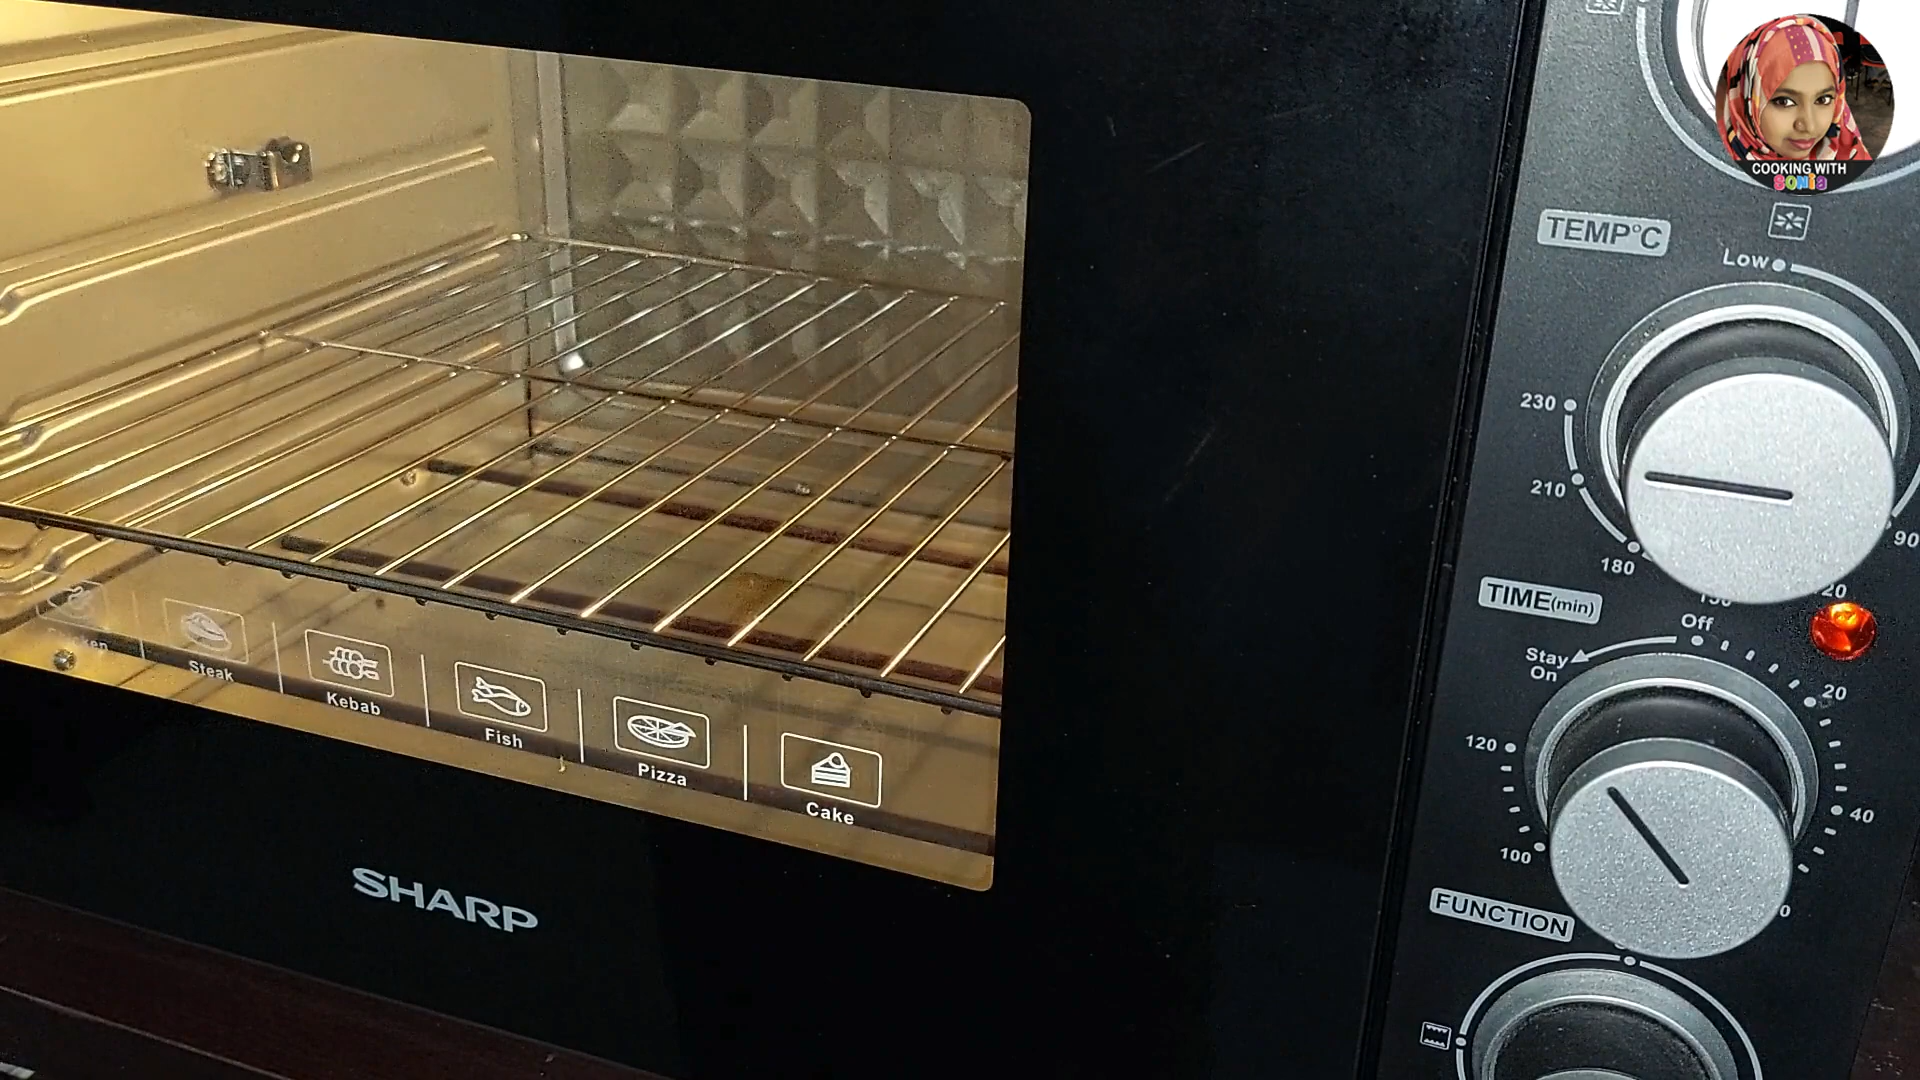 COOKING WITH
SONIA
TEMP°C
Low
230
210
180
90
TIME(min)
Off
Stay
On
20
120
40
100
FUNCTION
Steak
Kebab
Fish
Pizza
Cake
SHARP